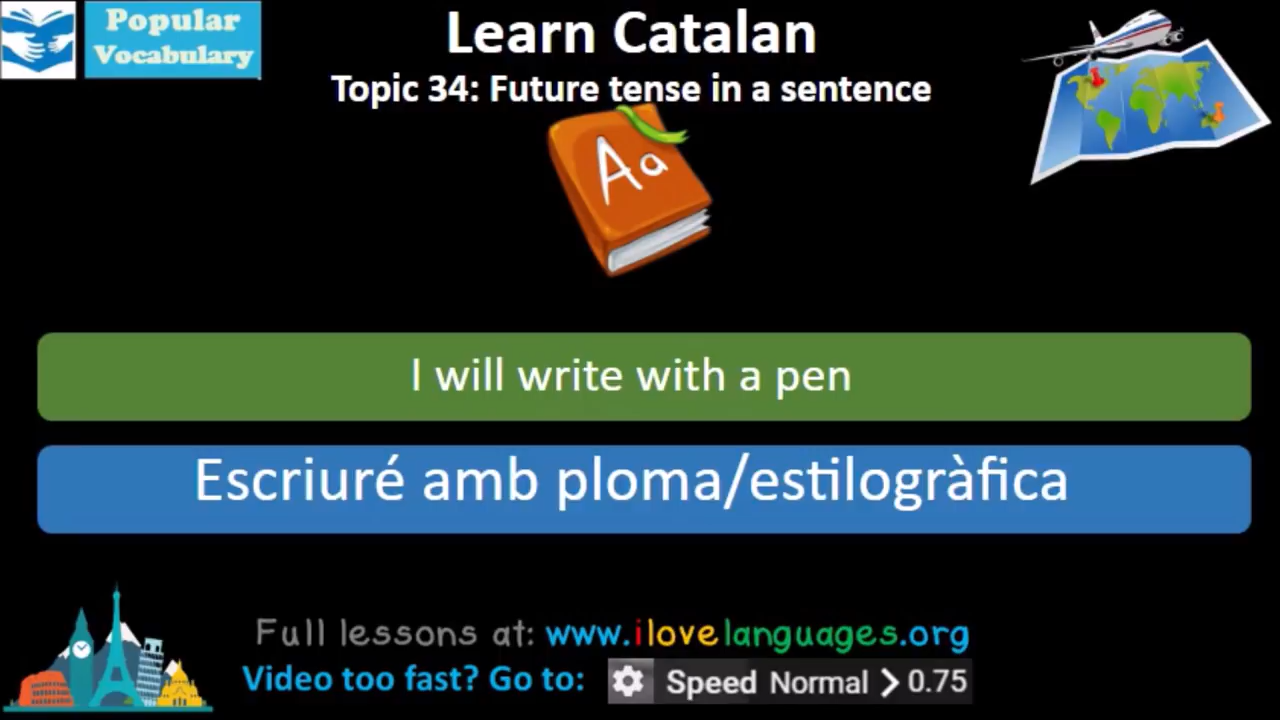 Popular
Vocabulary
Learn Catalan
Topic 34: Future tense in a sentence
Aa
I will write with a pen
Escriuré amb ploma/estilogràfica
Full lessons at: www.ilovelanguages.org
Video too fast? Go to: Speed Normal > 0.75